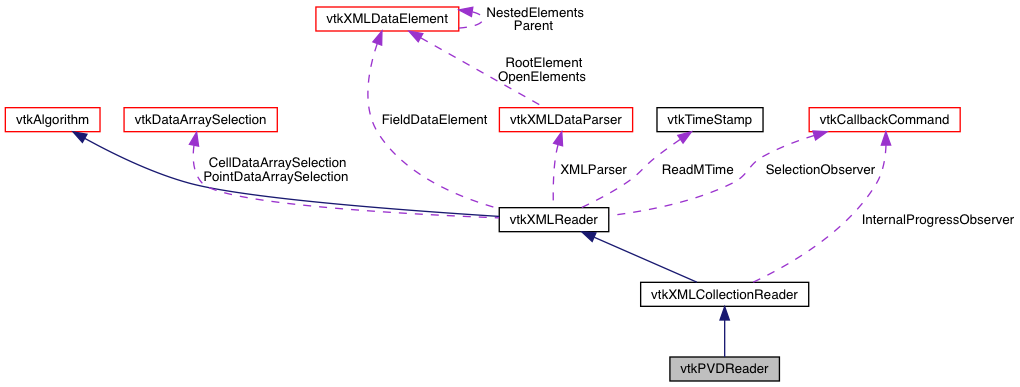 vtkXMLDataElement
NestedElements
Parent
RootElement
OpenElements
vtkAlgorithm
vtkDataArraySelection
FieldDataElement
vtkXMLDataParser
vtkTimeStamp
vtkCallbackCommand
CellDataArraySelection
PointDataArraySelection
XMLParser
ReadMTime
SelectionObserver
vtkXMLReader
InternalProgressObserver
vtkXMLCollectionReader
vtkPVDReader